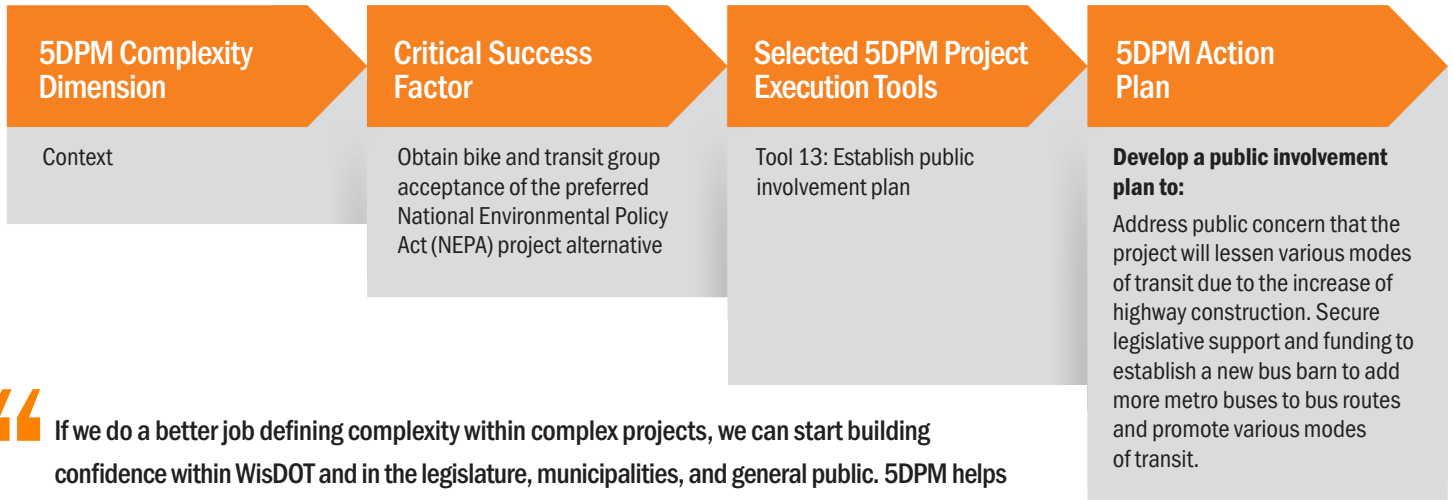 5DPM Complexity
Dimension
Context
Critical Success
Factor
Obtain bike and transit group
acceptance of the preferred
National Environmental Policy
Act (NEPA) project alternative
Selected 5DPM Project
Execution Tools
Tool 13: Establish public
involvement plan
5DPM Action
Plan
Develop a public involvement
plan to:
Address public concern that the
project will lessen various modes
of transit due to the increase of
highway construction. Secure
legislative support and funding to
establish a new bus barn to add
more metro buses to bus routes
and promote various modes
of transit.
“ If we do a better job defining complexity within complex projects, we can start building
confidence within WisDOT and in the legislature, municipalities, and general public. 5DPM helps